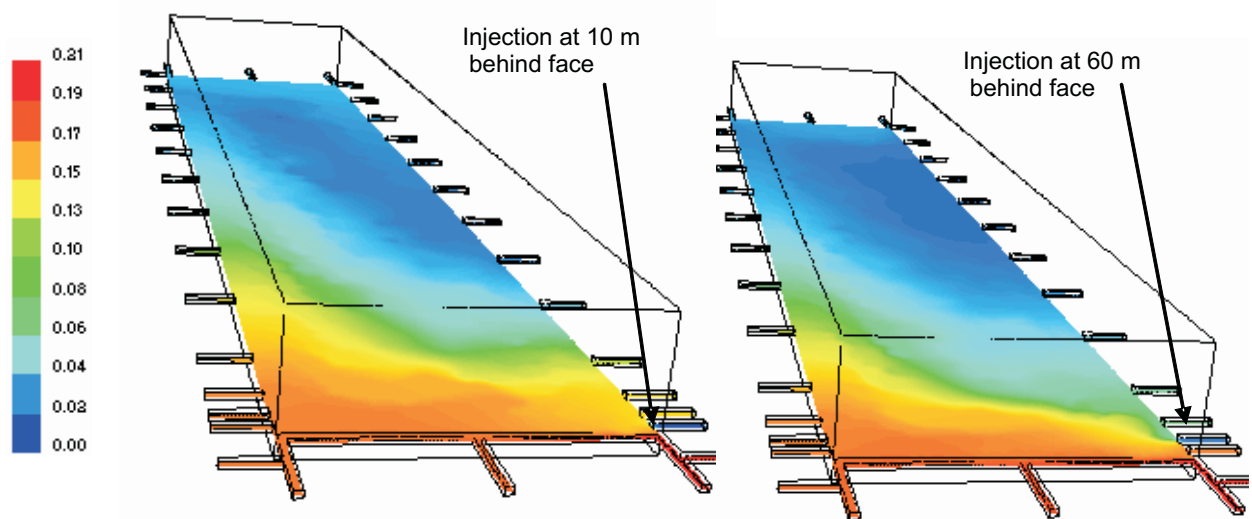 0.21
0.19
0.17
0.15
0.13
0.10
0.08
0.06
0.04
0.02
0.00
Injection at 10 m
behind face
Injection at 60 m
behind face